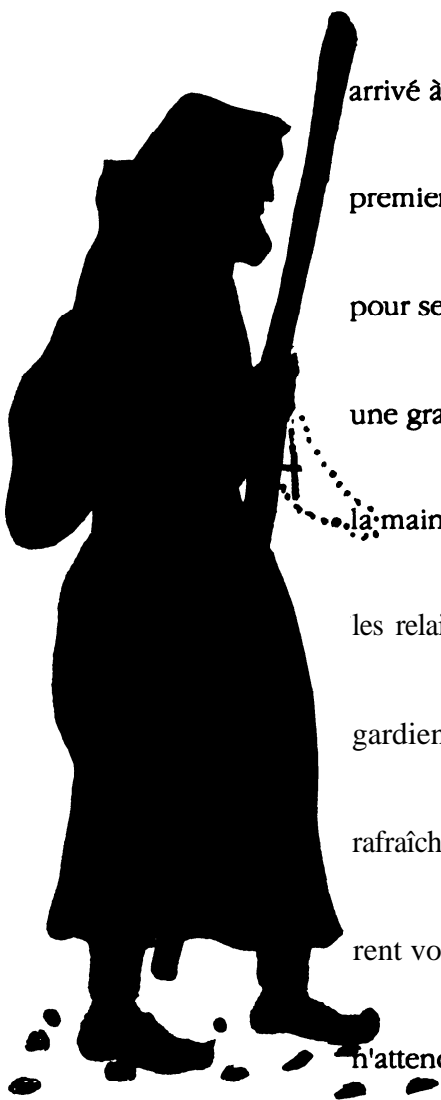 arrivé à
premier
pour se
une gra
la main
les relai
gardien
rafraîch
rent vo
n'attend